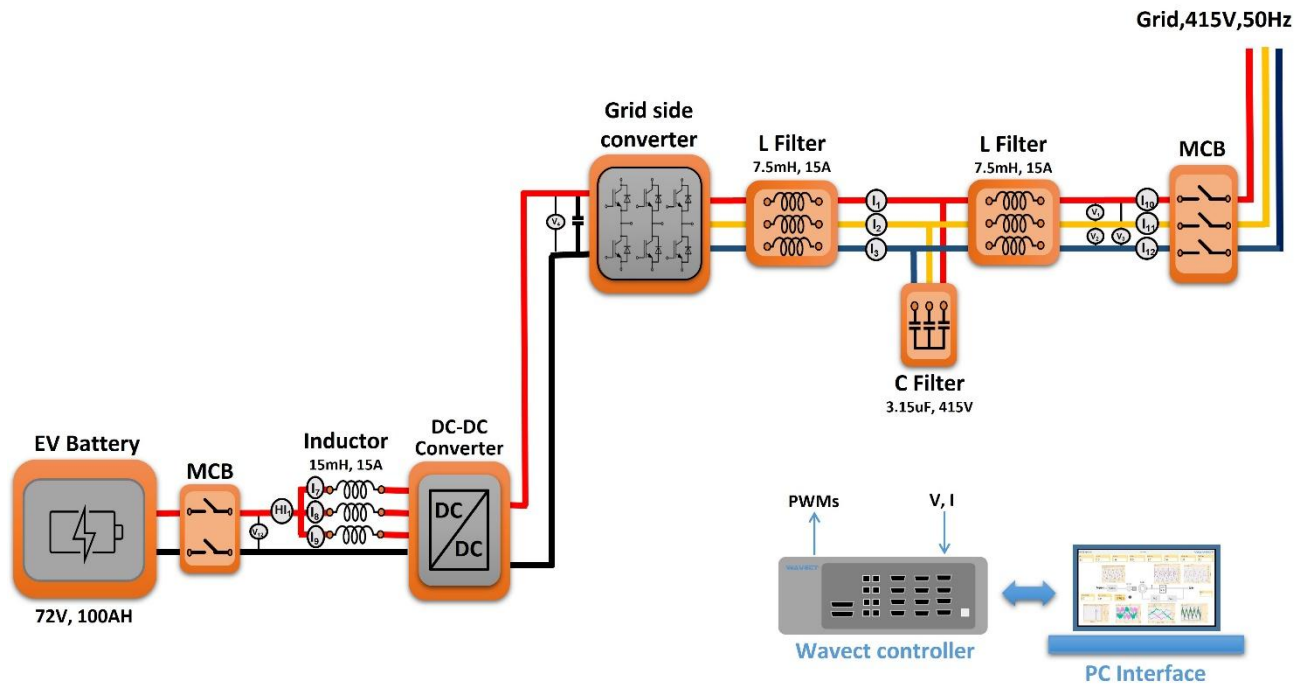 Grid,415V,50Hz
Grid side
converter
L Filter
7.5mH, 15A
L Filter
7.5mH, 15A
MCB
I1
I2
I3
I10
I11
I12
V1
V2
V3
C Filter
3.15uF, 415V
EV Battery
72V, 100AH
MCB
HI1
Inductor
15mH, 15A
I7
I8
I9
DC-DC
Converter
DC
DC
PWMs
V, I
WAVECT
Wavect controller
PC Interface